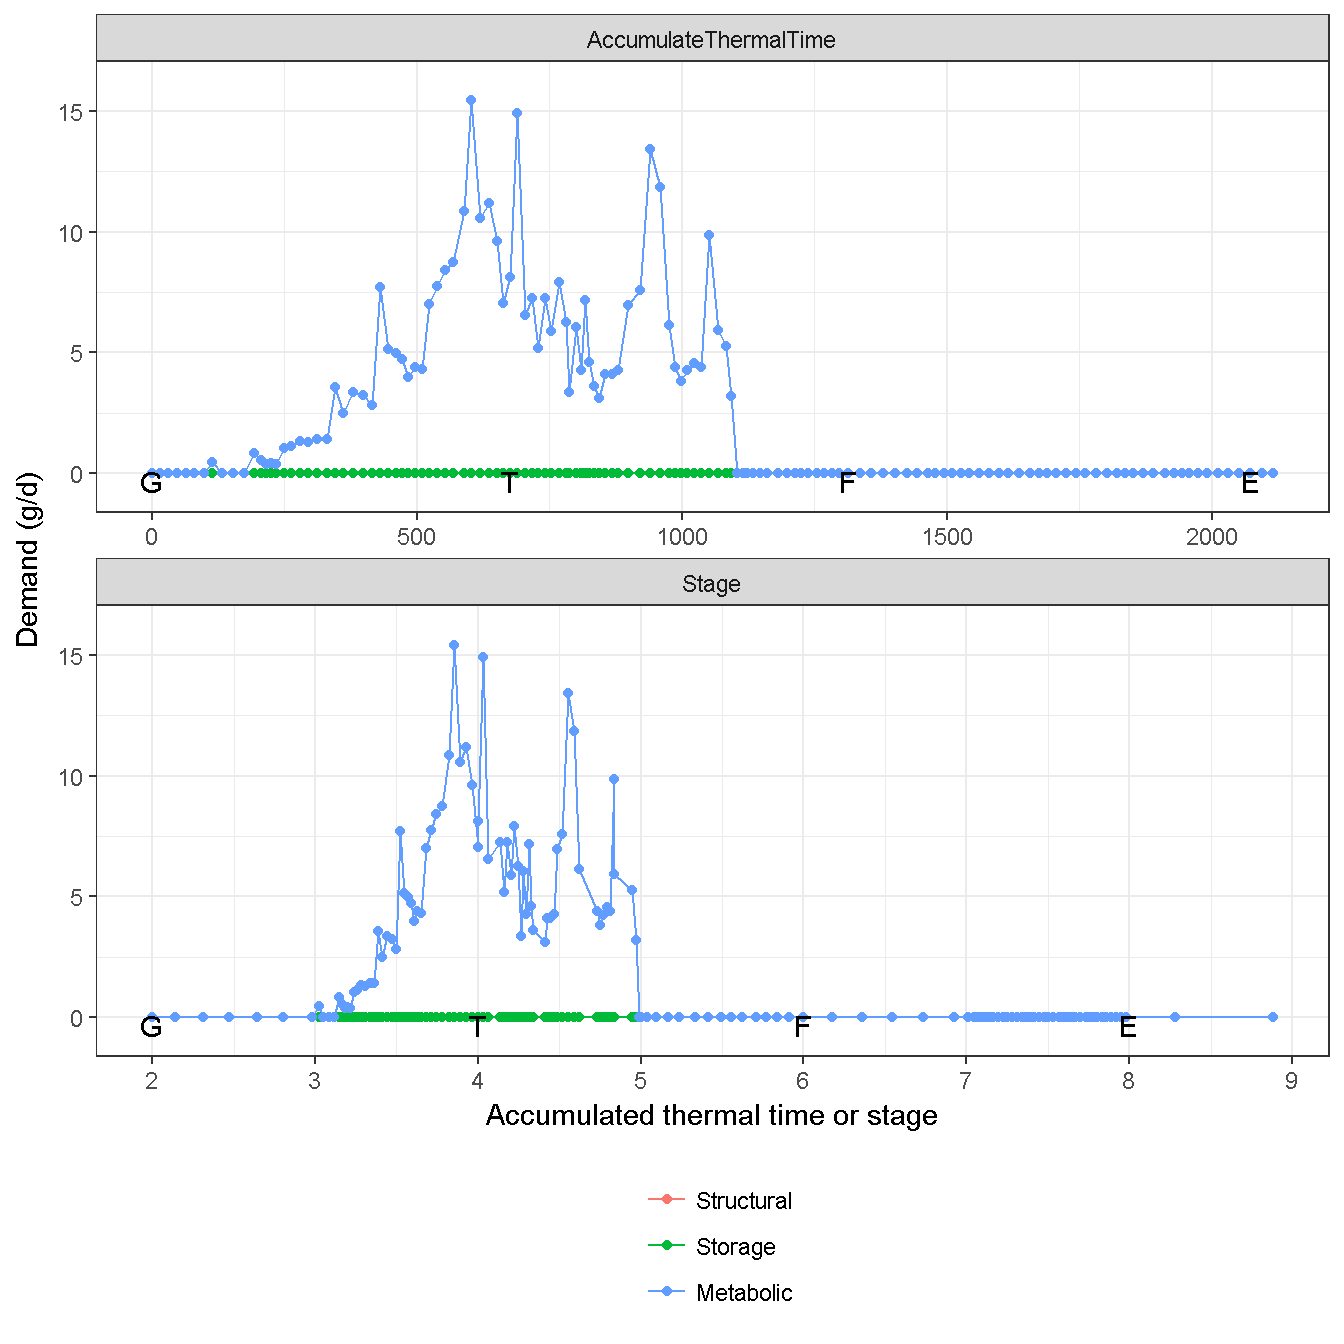 AccumulateThermalTime
15
10
5
0
G T F E
0 500 1000 1500 2000
Demand (g/d)
Stage
15
10
5
0
G T F E
2 3 4 5 6 7 8 9
Accumulated thermal time or stage
Structural
Storage
Metabolic